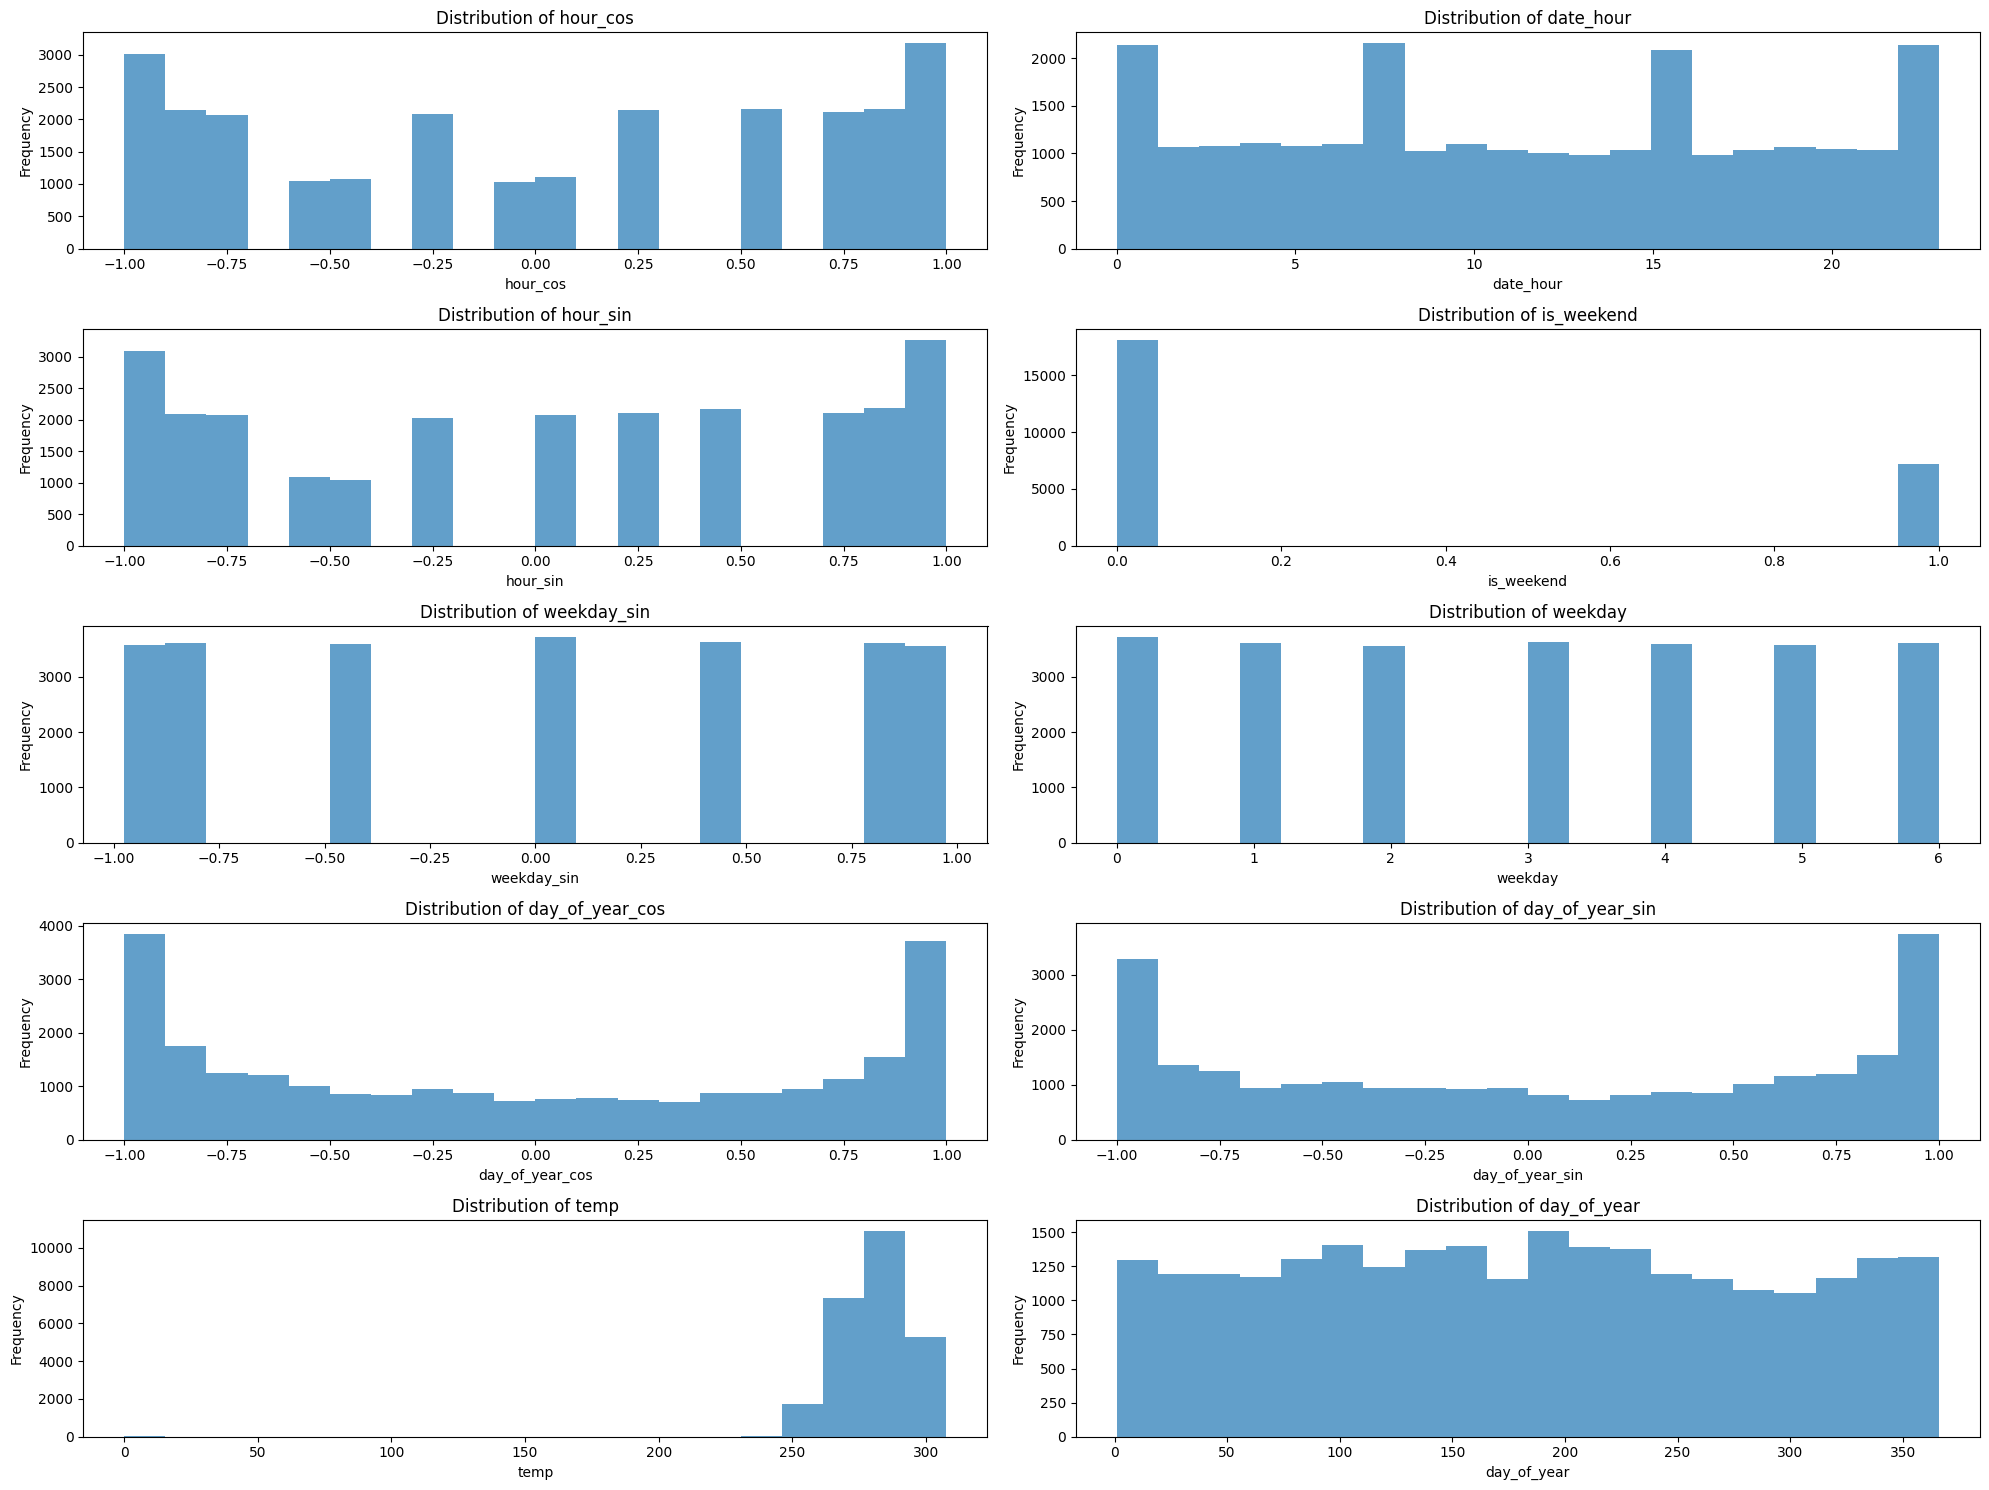 Distribution of hour_cos
Frequency
3000
2500
2000
1500
1000
500
0
−1.00 −0.75 −0.50 −0.25 0.00 0.25 0.50 0.75 1.00
hour_cos
Distribution of date_hour
Frequency
2000
1500
1000
500
0
0 5 10 15 20
date_hour
Distribution of hour_sin
Frequency
3000
2500
2000
1500
1000
500
0
−1.00 −0.75 −0.50 −0.25 0.00 0.25 0.50 0.75 1.00
hour_sin
Distribution of is_weekend
Frequency
15000
10000
5000
0
0.0 0.2 0.4 0.6 0.8 1.0
is_weekend
Distribution of weekday_sin
Frequency
3000
2000
1000
0
−1.00 −0.75 −0.50 −0.25 0.00 0.25 0.50 0.75 1.00
weekday_sin
Distribution of weekday
Frequency
3000
2000
1000
0
0 1 2 3 4 5 6
weekday
Distribution of day_of_year_cos
Frequency
4000
3000
2000
1000
0
−1.00 −0.75 −0.50 −0.25 0.00 0.25 0.50 0.75 1.00
day_of_year_cos
Distribution of day_of_year_sin
Frequency
3000
2000
1000
0
−1.00 −0.75 −0.50 −0.25 0.00 0.25 0.50 0.75 1.00
day_of_year_sin
Distribution of temp
Frequency
10000
8000
6000
4000
2000
0
0 50 100 150 200 250 300
temp
Distribution of day_of_year
Frequency
1500
1250
1000
750
500
250
0
0 50 100 150 200 250 300 350
day_of_year